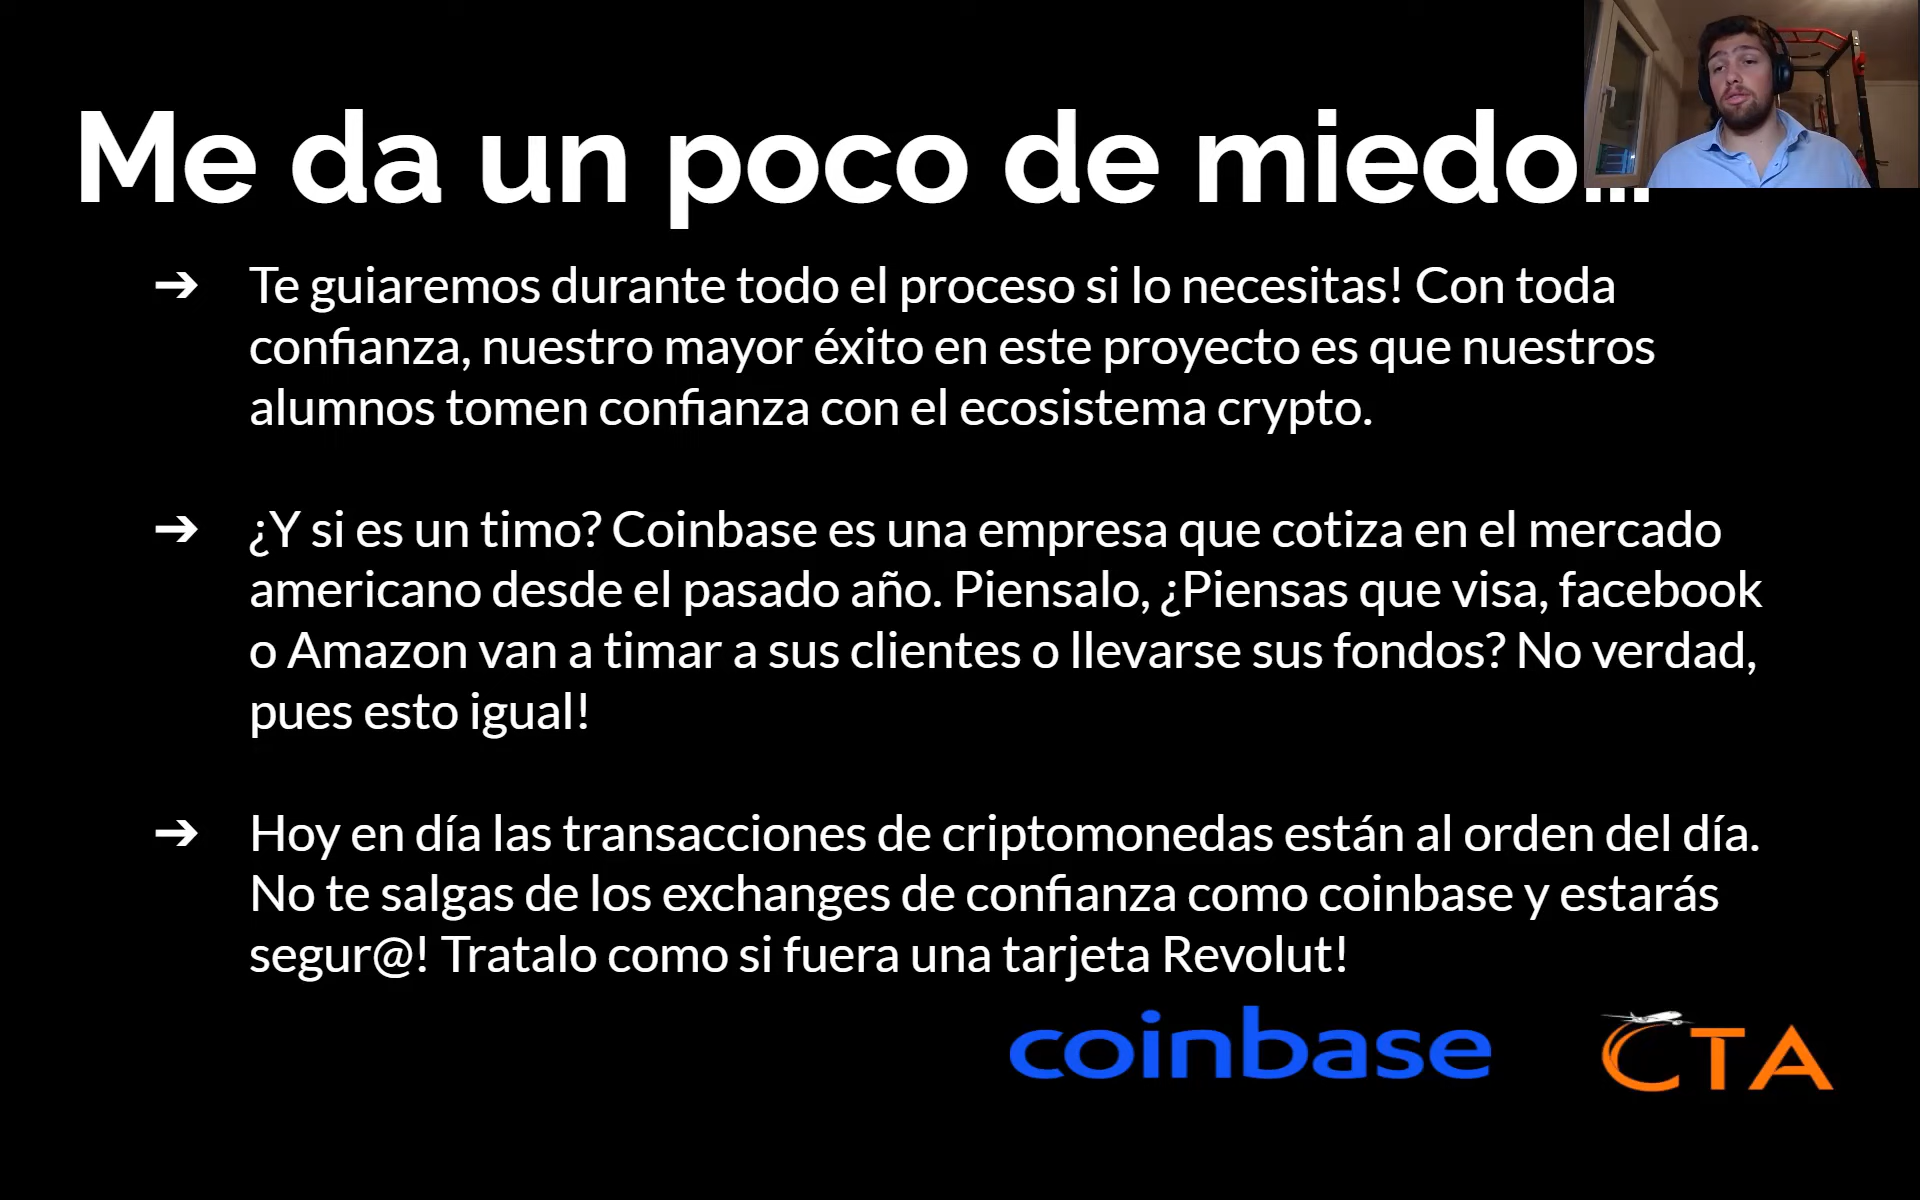 Me da un poco de miedo...
➔ Te guiaremos durante todo el proceso si lo necesitas! Con toda
confianza, nuestro mayor éxito en este proyecto es que nuestros
alumnos tomen confianza con el ecosistema crypto.
➔ ¿Y si es un timo? Coinbase es una empresa que cotiza en el mercado
americano desde el pasado año. Piensalo, ¿Piensas que visa, facebook
o Amazon van a timar a sus clientes o llevarse sus fondos? No verdad,
pues esto igual!
➔ Hoy en día las transacciones de criptomonedas están al orden del día.
No te salgas de los exchanges de confianza como coinbase y estarás
segur@! Tratalo como si fuera una tarjeta Revolut!
coinbase
CTA